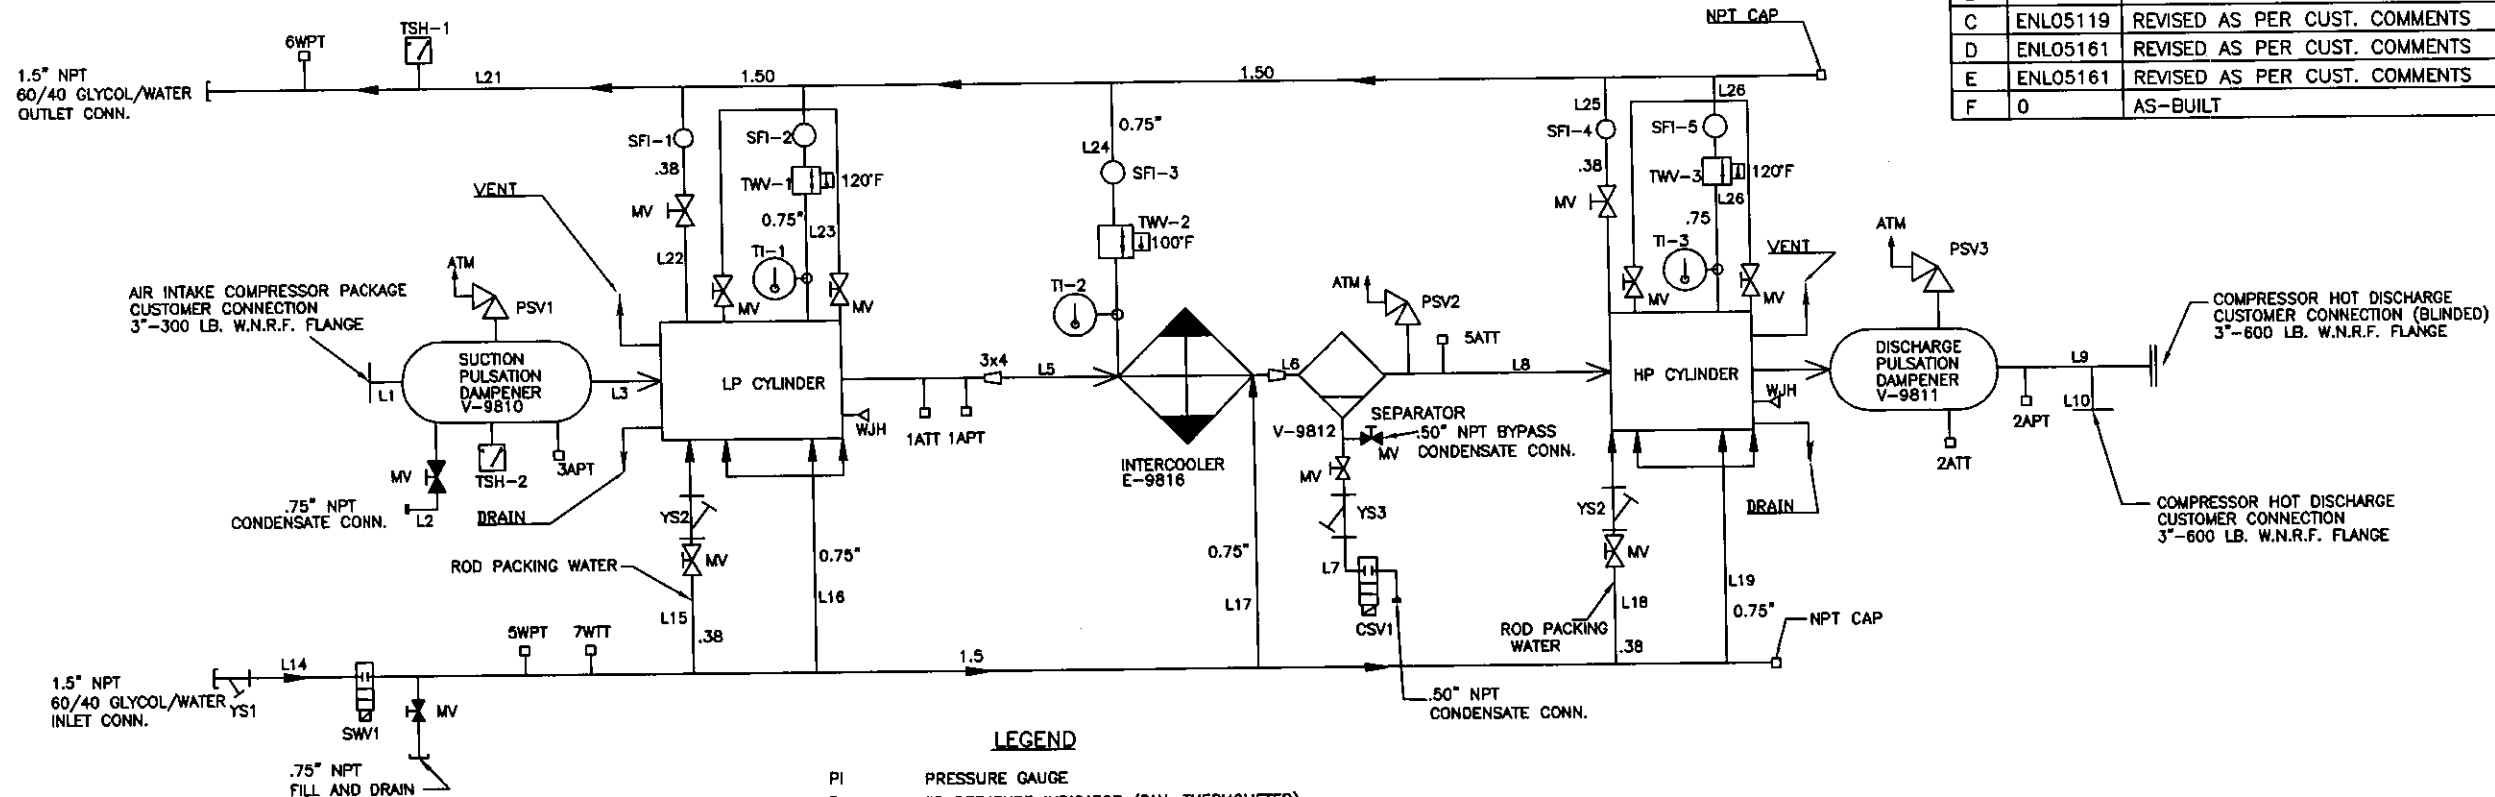 NPT CAP
C ENL05119 REVISED AS PER CUST. COMMENTS
D ENL05161 REVISED AS PER CUST. COMMENTS
E ENL05161 REVISED AS PER CUST. COMMENTS
F 0 AS-BUILT
6WPT
TSH-1
1.5" NPT
60/40 GLYCOL/WATER
OUTLET CONN.
L21
1.50
1.50
SFI-1
.38
MV
L22
SFI-2
TWV-1
120°F
0.75"
L23
TI-1
MV
MV
0.75"
L24
SFI-3
TWV-2
100°F
TI-2
L25
SFI-4
.38
MV
L26
SFI-5
TWV-3
120°F
L26
.75
TI-3
MV
MV
VENT
VENT
ATM
PSV1
ATM
PSV2
ATM
PSV3
AIR INTAKE COMPRESSOR PACKAGE
CUSTOMER CONNECTION
3"-300 LB. W.N.R.F. FLANGE
L1
SUCTION
PULSATION
DAMPENER
V-9810
L3
LP CYLINDER
WJH
3x4
L5
1ATT
1APT
INTERCOOLER
E-9816
L6
5ATT
L8
HP CYLINDER
WJH
DISCHARGE
PULSATION
DAMPENER
V-9811
L9
L10
2APT
2ATT
COMPRESSOR HOT DISCHARGE
CUSTOMER CONNECTION (BLINDED)
3"-600 LB. W.N.R.F. FLANGE
COMPRESSOR HOT DISCHARGE
CUSTOMER CONNECTION
3"-600 LB. W.N.R.F. FLANGE
MV
TSH-2
3APT
.75" NPT
CONDENSATE CONN.
L2
DRAIN
YS2
MV
ROD PACKING WATER
L15
.38
0.75"
L16
V-9812
SEPARATOR
.50" NPT BYPASS
CONDENSATE CONN.
MV
MV
YS3
L7
CSV1
.50" NPT
CONDENSATE CONN.
0.75"
L17
YS2
MV
ROD PACKING
WATER
L18
.38
L19
0.75"
DRAIN
NPT CAP
1.5" NPT
60/40 GLYCOL/WATER
INLET CONN.
YS1
L14
SWV1
MV
5WPT
7WTT
1.5
.75" NPT
FILL AND DRAIN
LEGEND
PI PRESSURE GAUGE